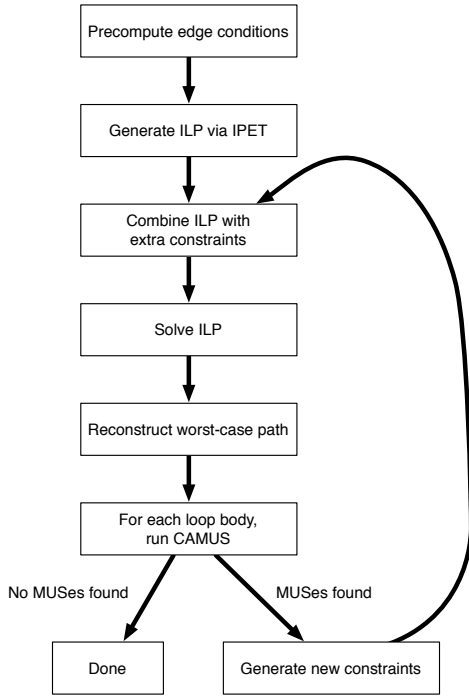 Precompute edge conditions
Generate ILP via IPET
Combine ILP with
extra constraints
Solve ILP
Reconstruct worst-case path
For each loop body,
run CAMUS
No MUSes found
MUSes found
Done
Generate new constraints